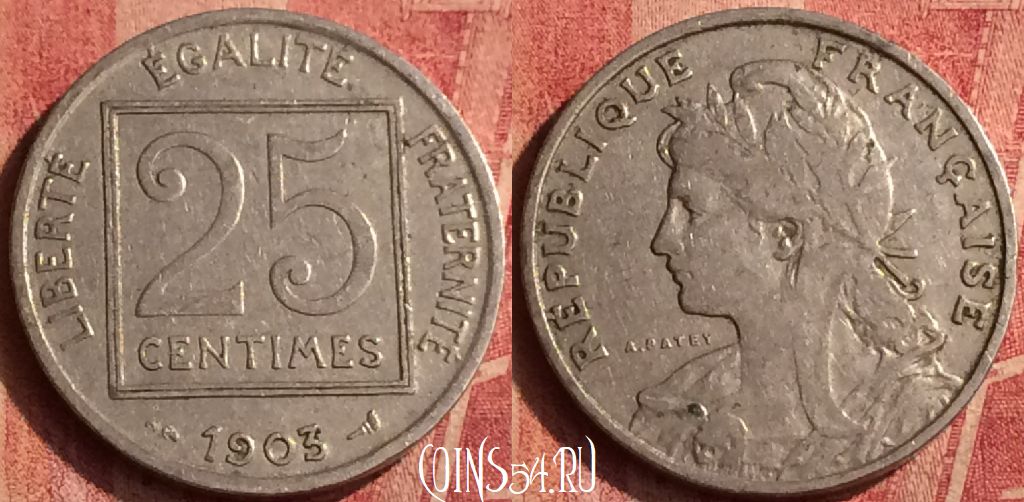 LIBERTÉ ÉGALITÉ FRATERNITÉ
25
CENTIMES
1903
RÉPUBLIQUE FRANÇAISE
A. PATEY
COINS54.RU